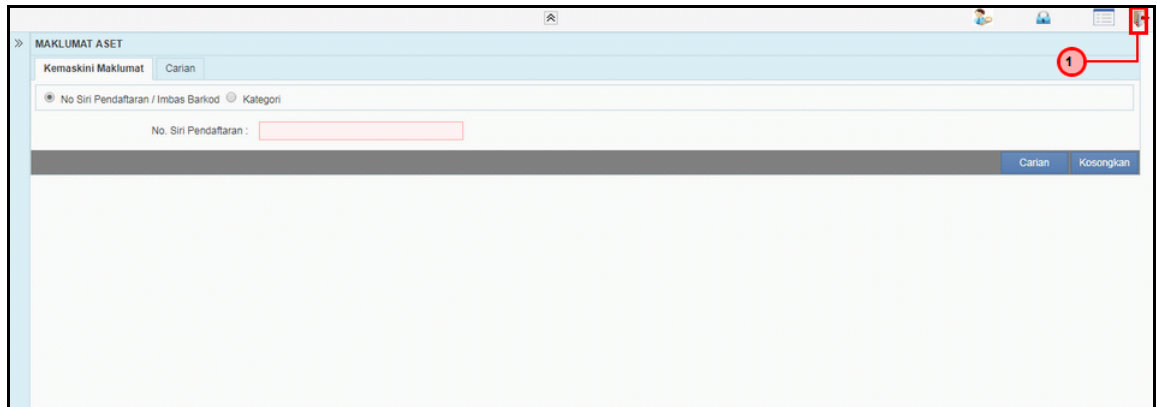 1
MAKLUMAT ASET
Kemaskini Maklumat Carian
No Siri Pendaftaran / Imbas Barkod Kategori
No. Siri Pendaftaran :
Carian Kosongkan